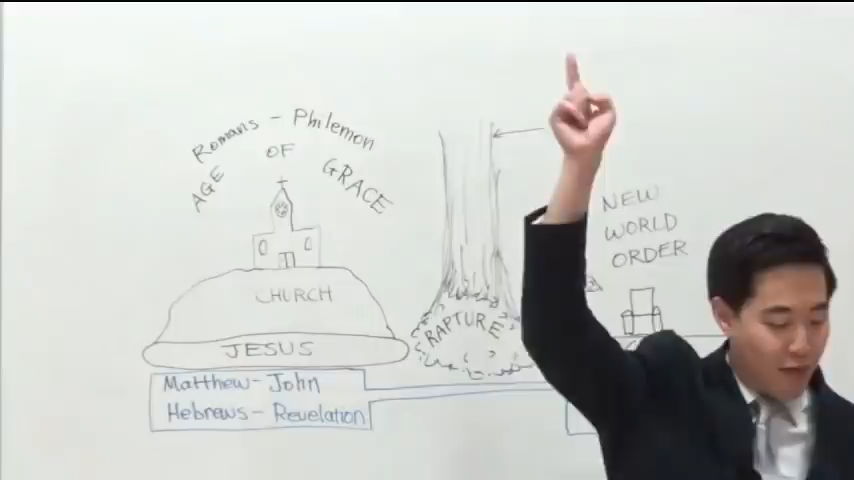 Romans - Philemon
AGE OF GRACE
CHURCH
JESUS
Matthew - John
Hebrews - Revelation
RAPTURE
NEW
WORLD
ORDER